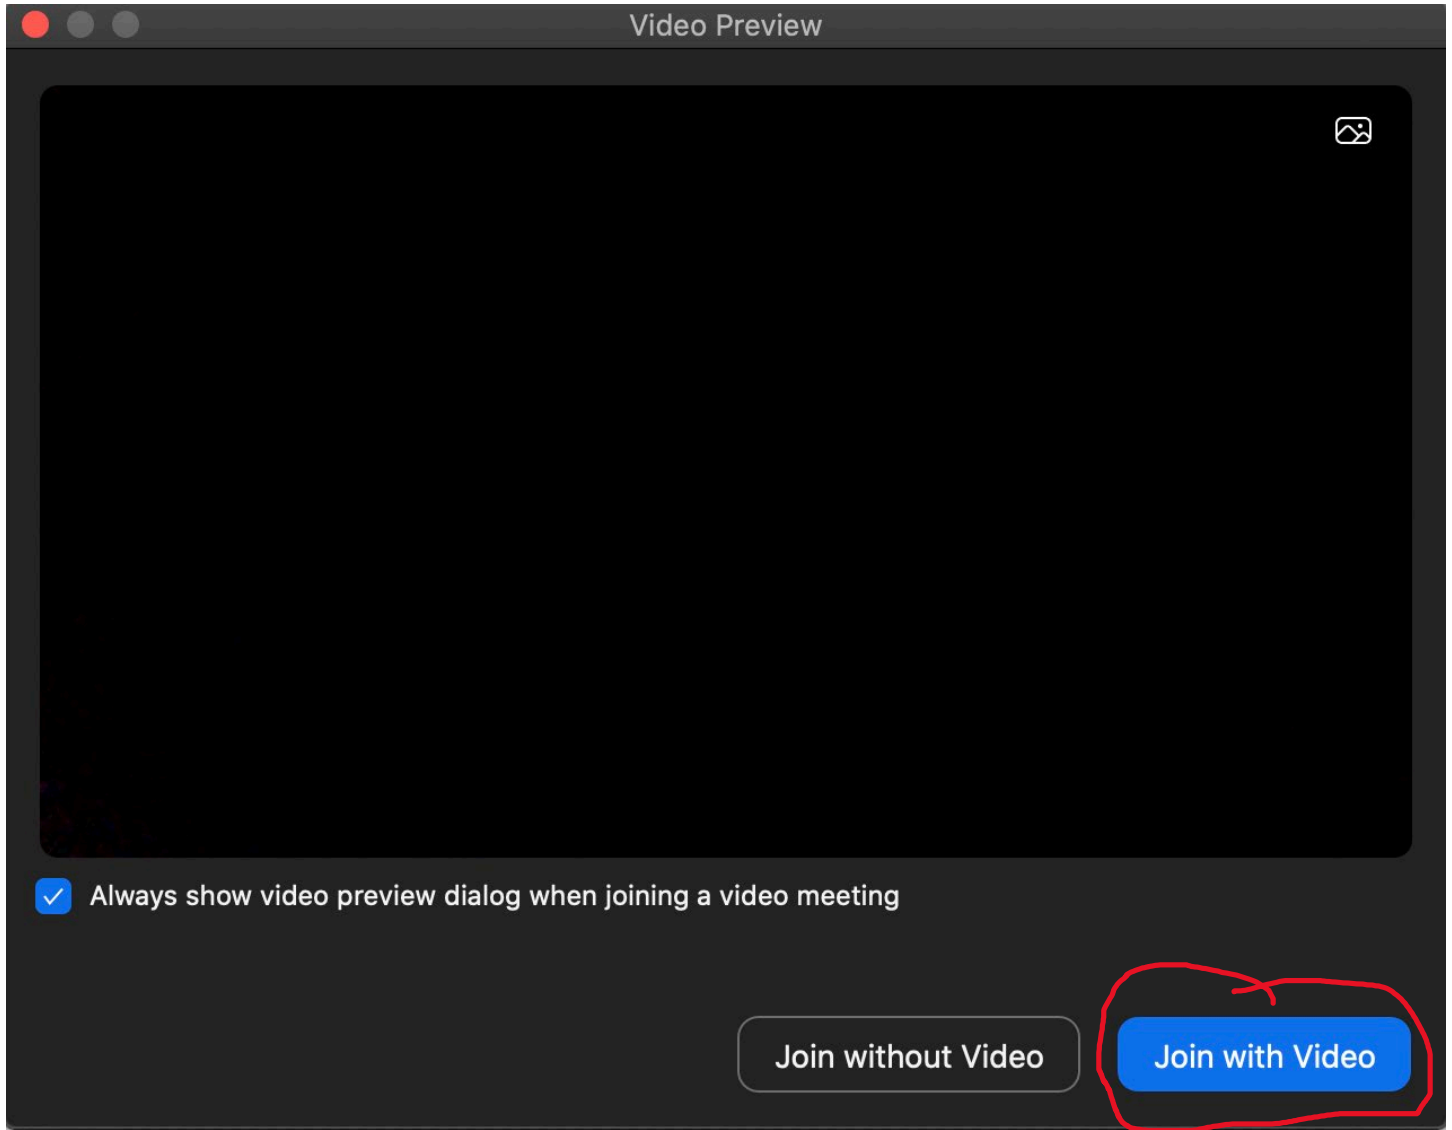 Video Preview
Always show video preview dialog when joining a video meeting
Join without Video
Join with Video